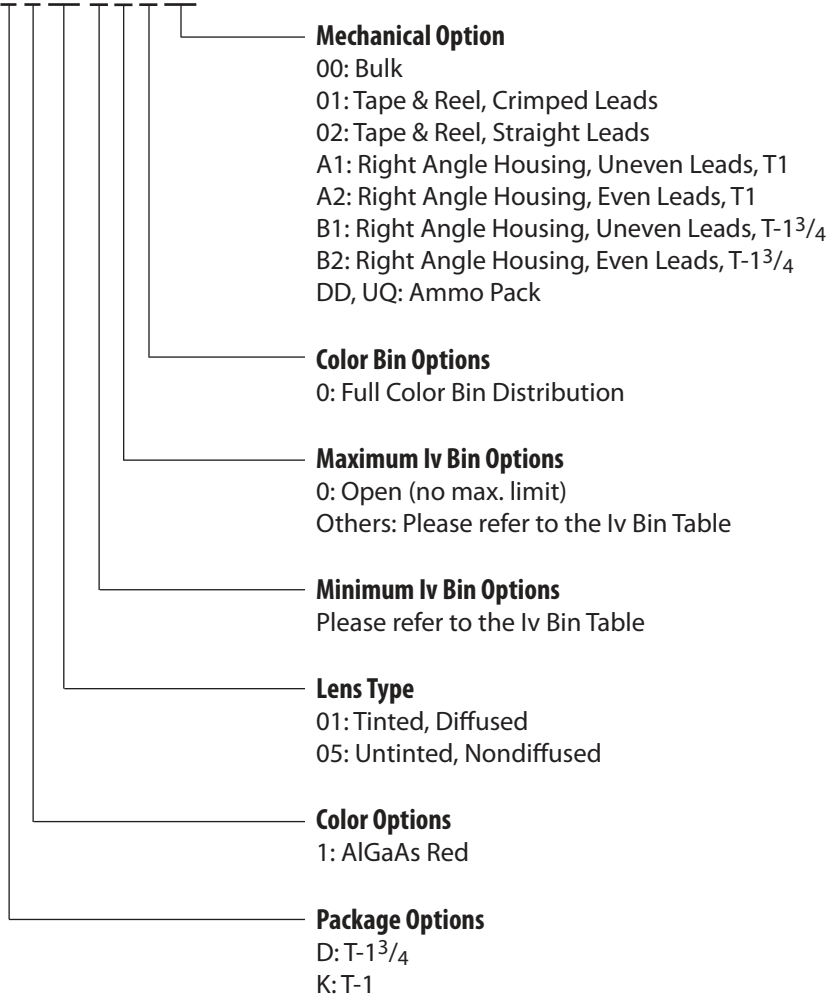 Mechanical Option
00: Bulk
01: Tape & Reel, Crimped Leads
02: Tape & Reel, Straight Leads
A1: Right Angle Housing, Uneven Leads, T1
A2: Right Angle Housing, Even Leads, T1
B1: Right Angle Housing, Uneven Leads, T-13/4
B2: Right Angle Housing, Even Leads, T-13/4
DD, UQ: Ammo Pack
Color Bin Options
0: Full Color Bin Distribution
Maximum Iv Bin Options
0: Open (no max. limit)
Others: Please refer to the Iv Bin Table
Minimum Iv Bin Options
Please refer to the Iv Bin Table
Lens Type
01: Tinted, Diffused
05: Untinted, Nondiffused
Color Options
1: AlGaAs Red
Package Options
D: T-13/4
K: T-1